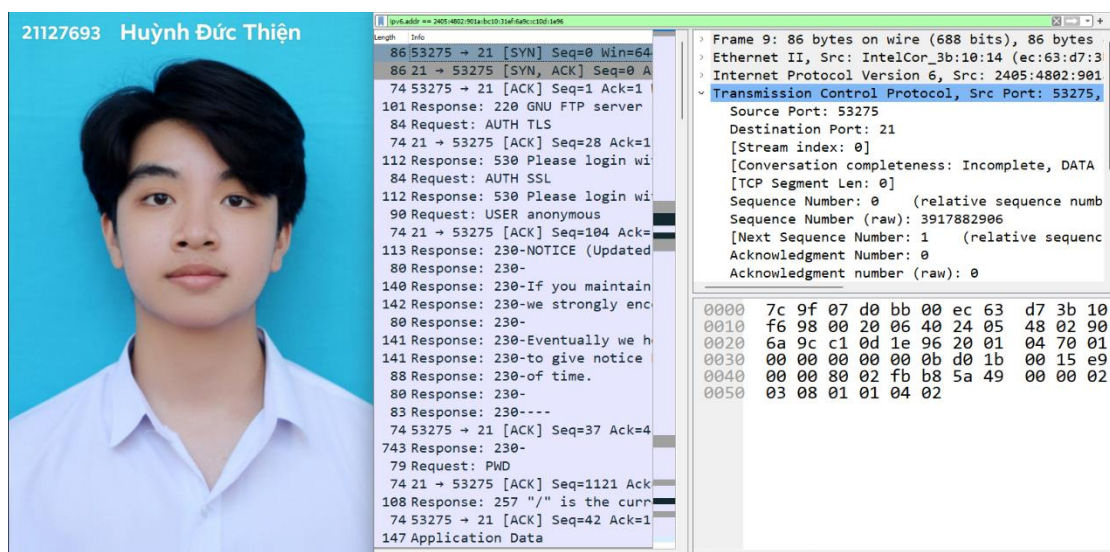 21127693 Huỳnh Đức Thiện
ipv6.addr == 2405:4802:901a:bc10:31ef:6a9c:c10d:1e96
Length Info
86 53275 → 21 [SYN] Seq=0 Win=64
86 21 → 53275 [SYN, ACK] Seq=0 A
74 53275 → 21 [ACK] Seq=1 Ack=1
101 Response: 220 GNU FTP server
84 Request: AUTH TLS
74 21 → 53275 [ACK] Seq=28 Ack=1
112 Response: 530 Please login wi
84 Request: AUTH SSL
112 Response: 530 Please login wi
90 Request: USER anonymous
74 21 → 53275 [ACK] Seq=104 Ack=
113 Response: 230-NOTICE (Updated
80 Response: 230-
140 Response: 230-If you maintain
142 Response: 230-we strongly enc
80 Response: 230-
141 Response: 230-Eventually we h
141 Response: 230-to give notice
88 Response: 230-of time.
80 Response: 230-
83 Response: 230----
74 53275 → 21 [ACK] Seq=37 Ack=4
743 Response: 230-
79 Request: PWD
74 21 → 53275 [ACK] Seq=1121 Ack
108 Response: 257 "/" is the curr
74 53275 → 21 [ACK] Seq=42 Ack=1
147 Application Data
Frame 9: 86 bytes on wire (688 bits), 86 bytes
Ethernet II, Src: IntelCor_3b:10:14 (ec:63:d7:3
Internet Protocol Version 6, Src: 2405:4802:901
Transmission Control Protocol, Src Port: 53275,
Source Port: 53275
Destination Port: 21
[Stream index: 0]
[Conversation completeness: Incomplete, DATA
[TCP Segment Len: 0]
Sequence Number: 0 (relative sequence numb
Sequence Number (raw): 3917882906
[Next Sequence Number: 1 (relative sequenc
Acknowledgment Number: 0
Acknowledgment number (raw): 0
0000 7c 9f 07 d0 bb 00 ec 63 d7 3b 10
0010 f6 98 00 20 06 40 24 05 48 02 90
0020 6a 9c c1 0d 1e 96 20 01 04 70 01
0030 00 00 00 00 00 0b d0 1b 00 15 e9
0040 00 00 80 02 fb b8 5a 49 00 00 02
0050 03 08 01 01 04 02